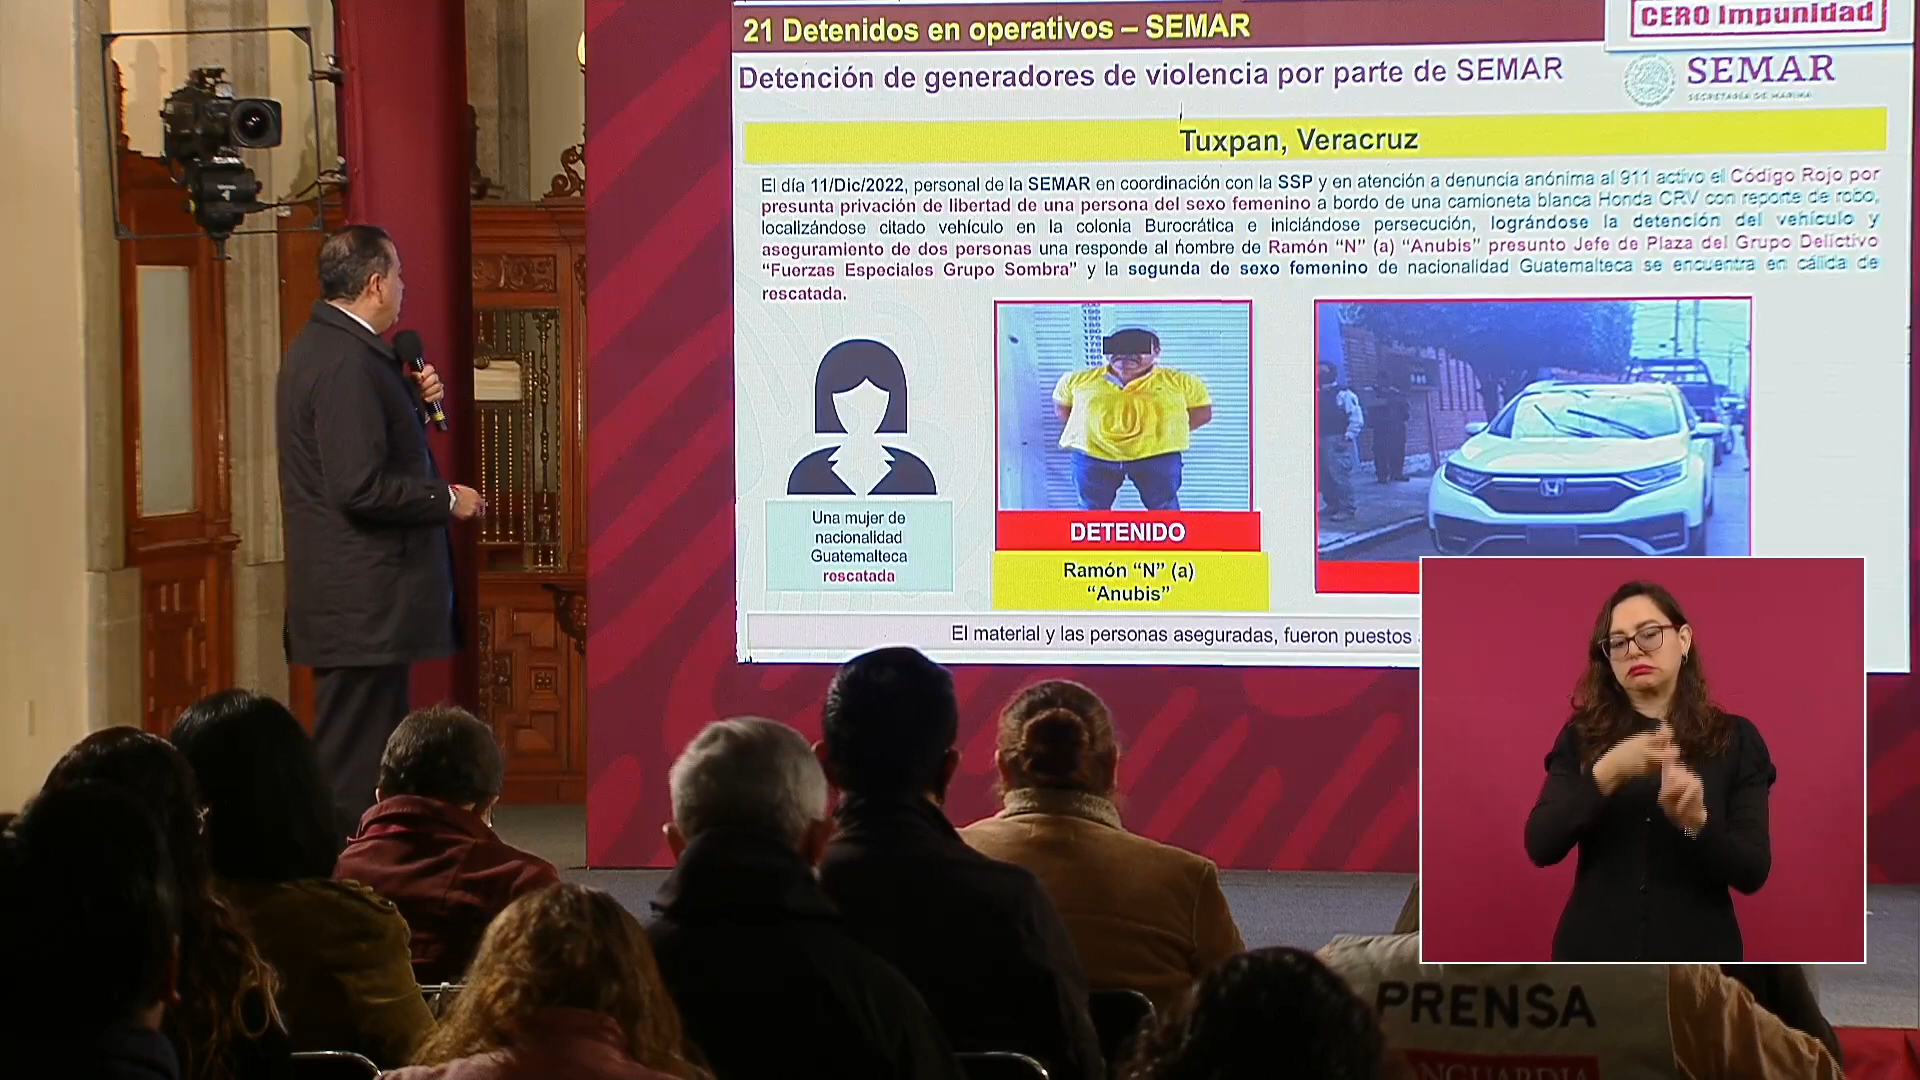 21 Detenidos en operativos – SEMAR
CERO Impunidad
Detención de generadores de violencia por parte de SEMAR
SEMAR
SECRETARÍA DE MARINA
Tuxpan, Veracruz
El día 11/Dic/2022, personal de la SEMAR en coordinación con la SSP y en atención a denuncia anónima al 911 activo el Código Rojo por
presunta privación de libertad de una persona del sexo femenino a bordo de una camioneta blanca Honda CRV con reporte de robo,
localizándose citado vehículo en la colonia Burocrática e iniciándose persecución, lográndose la detención del vehículo y
aseguramiento de dos personas una responde al nombre de Ramón “N” (a) “Anubis” presunto Jefe de Plaza del Grupo Delictivo
“Fuerzas Especiales Grupo Sombra” y la segunda de sexo femenino de nacionalidad Guatemalteca se encuentra en cálida de
rescatada.
Una mujer de
nacionalidad
Guatemalteca
rescatada
DETENIDO
Ramón “N” (a)
“Anubis”
El material y las personas aseguradas, fueron puestos
PRENSA
NGUARDIA